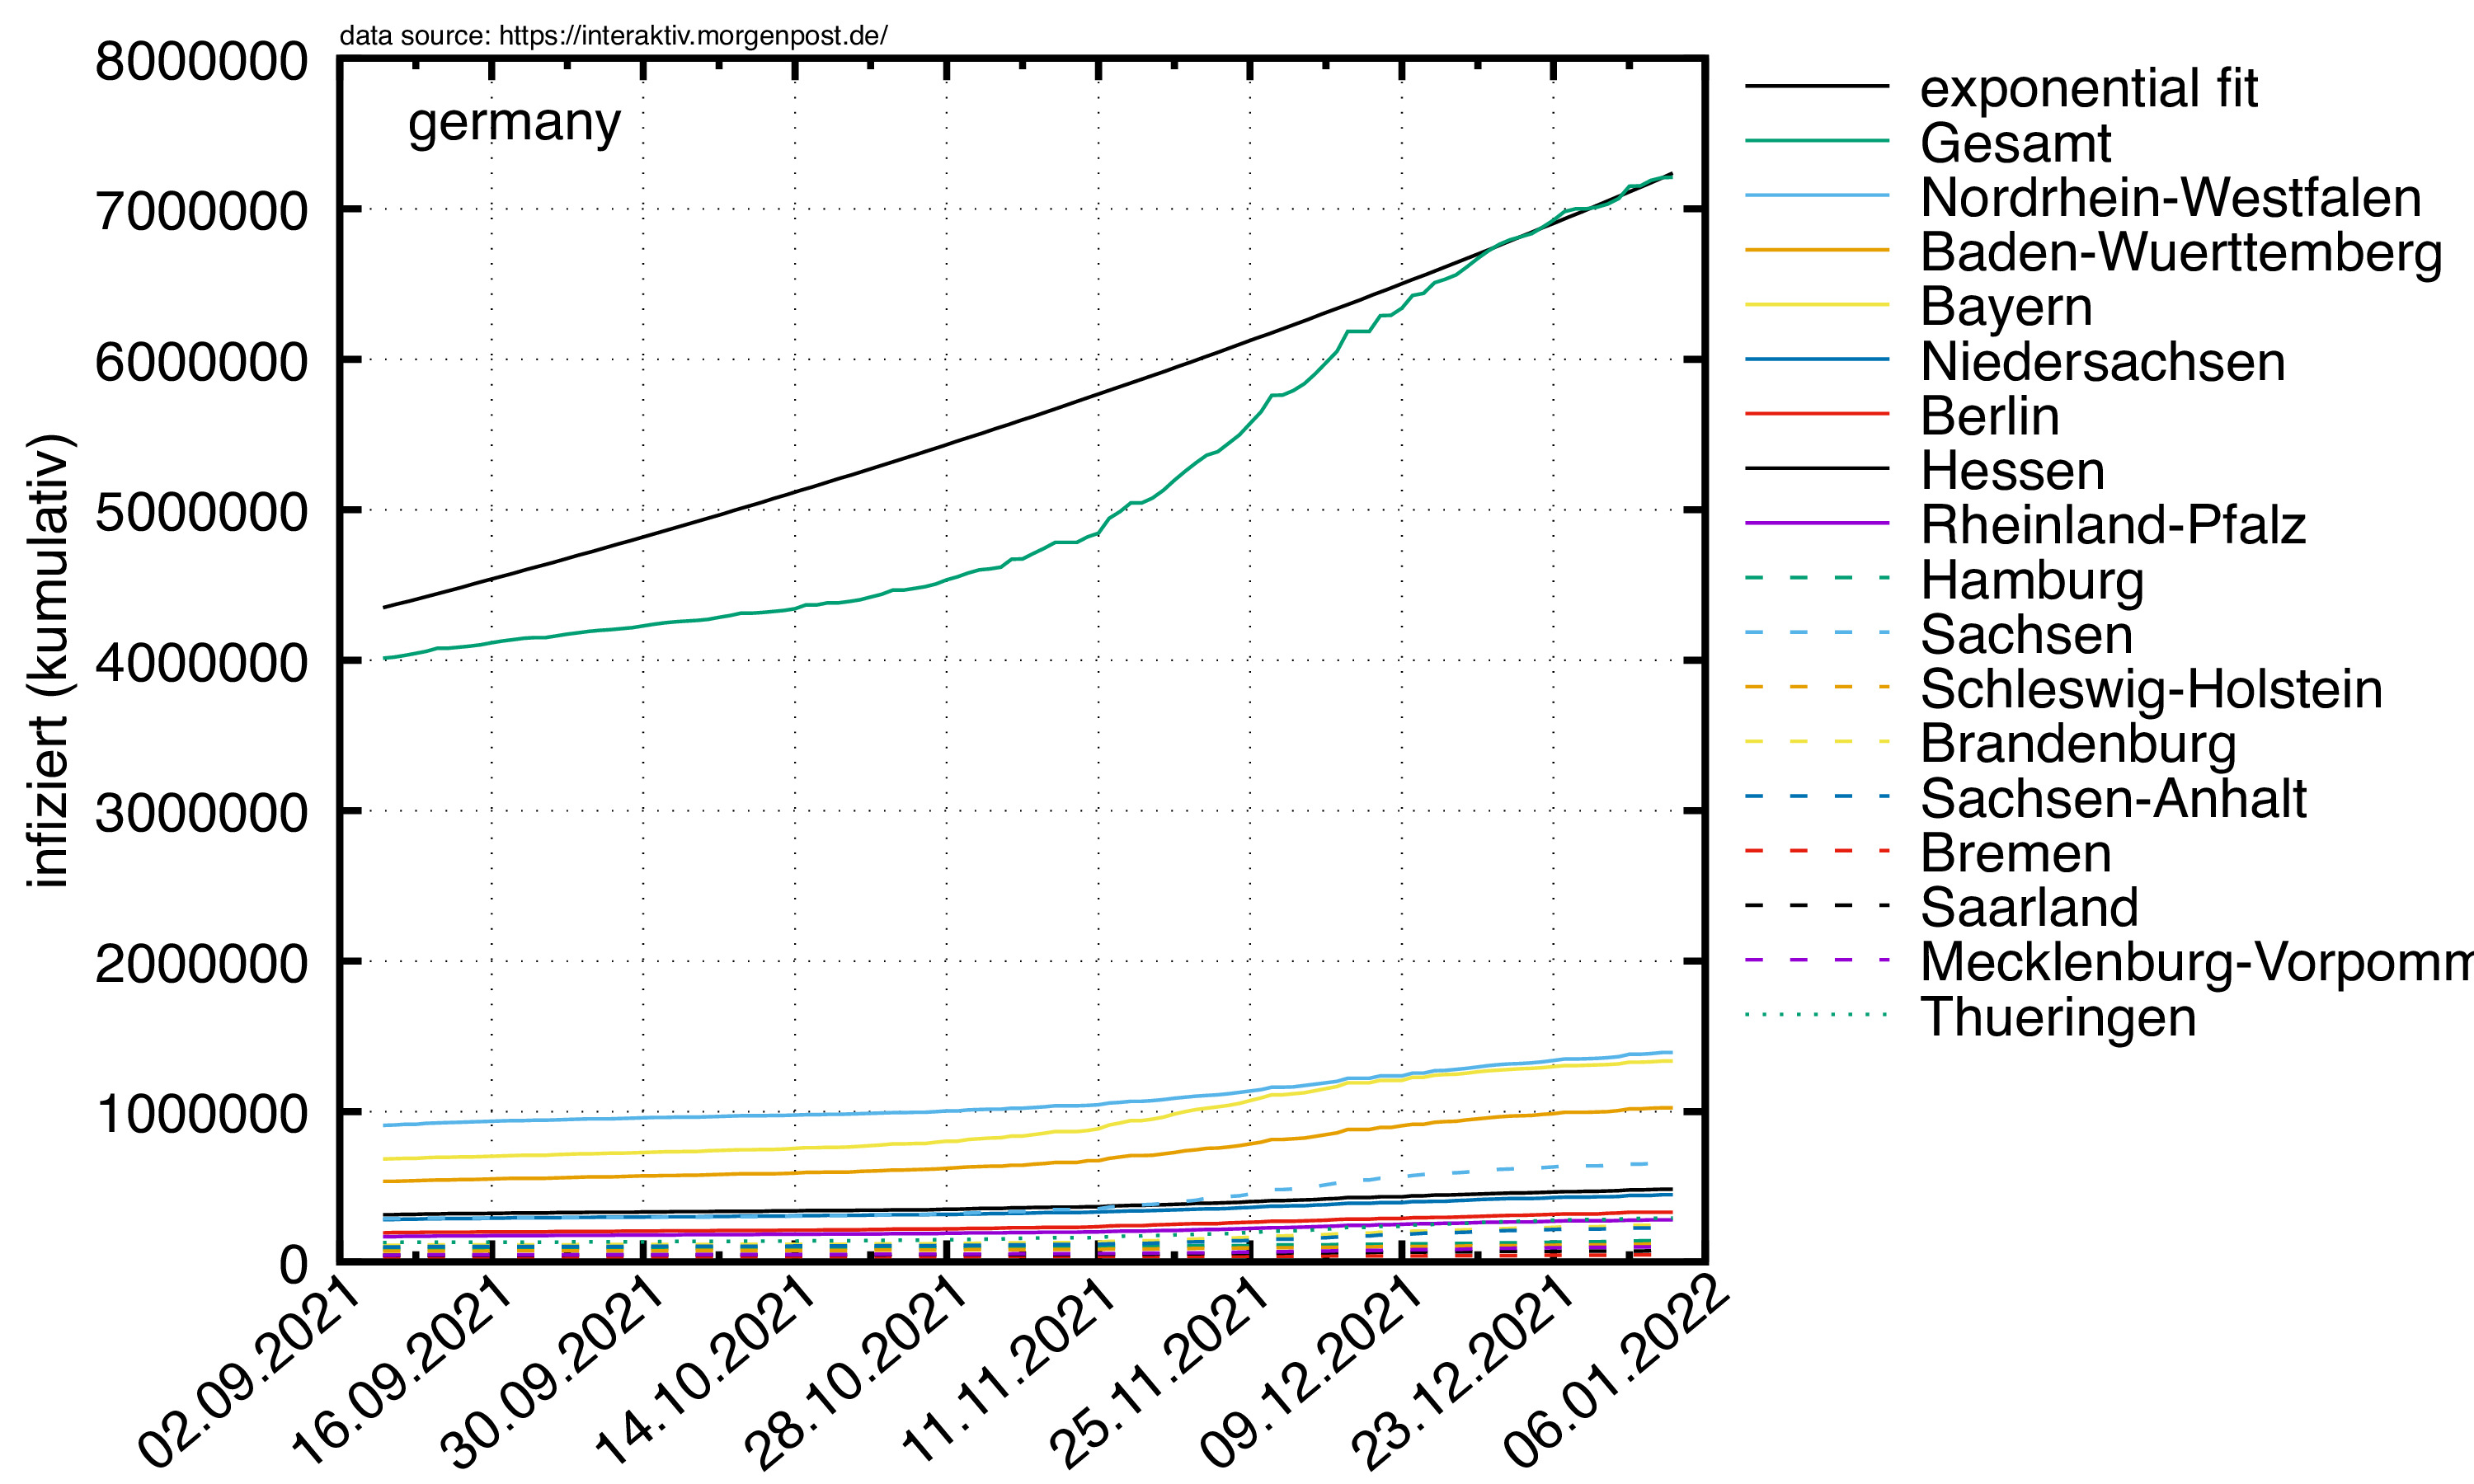 data source: https://interaktiv.morgenpost.de/
8000000
7000000
6000000
5000000
4000000
3000000
2000000
1000000
0
infiziert (kumulativ)
germany
02.09.2021
16.09.2021
30.09.2021
14.10.2021
28.10.2021
11.11.2021
25.11.2021
09.12.2021
23.12.2021
06.01.2022
exponential fit
Gesamt
Nordrhein-Westfalen
Baden-Wuerttemberg
Bayern
Niedersachsen
Berlin
Hessen
Rheinland-Pfalz
Hamburg
Sachsen
Schleswig-Holstein
Brandenburg
Sachsen-Anhalt
Bremen
Saarland
Mecklenburg-Vorpomm
Thueringen